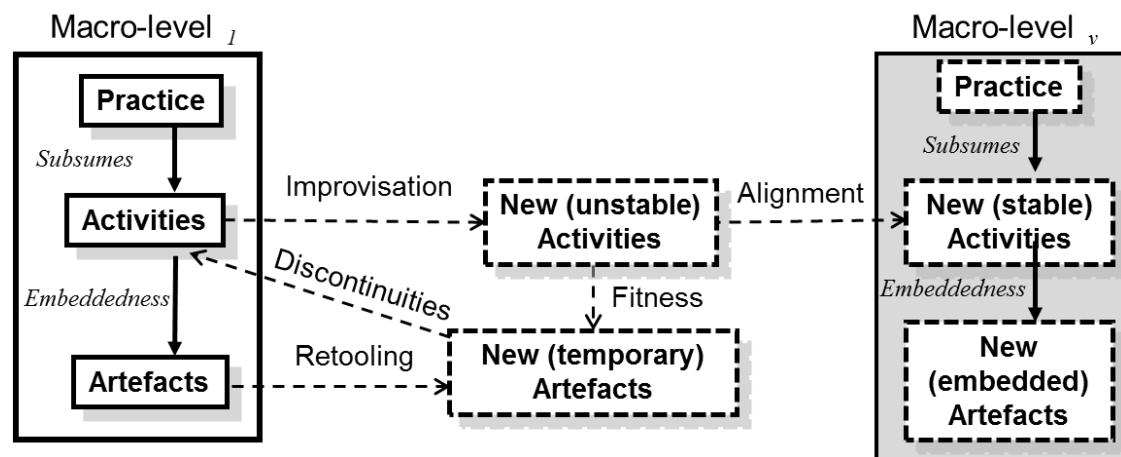 Macro-level 1
Macro-level v
Practice
Practice
Subsumes
Subsumes
Improvisation
Alignment
Activities
New (unstable)
Activities
New (stable)
Activities
Discontinuities
Embeddedness
Fitness
Embeddedness
Retooling
Artefacts
New (temporary)
Artefacts
New
(embedded)
Artefacts